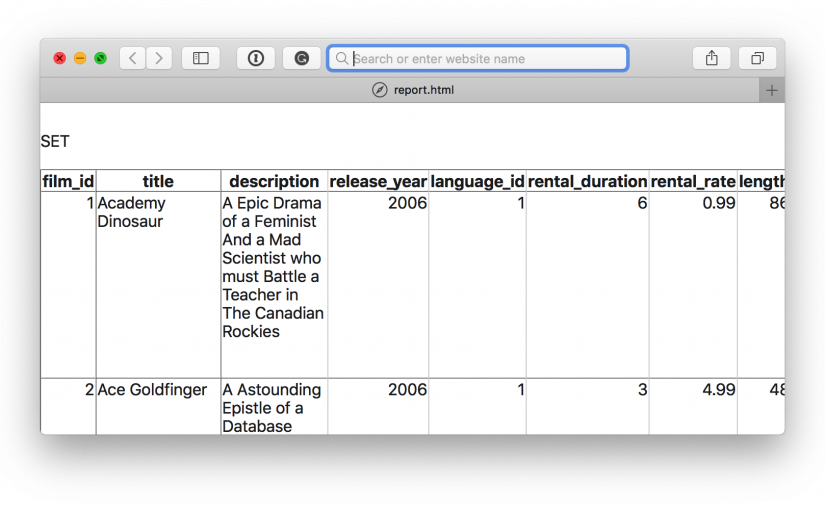 Search or enter website name
report.html
SET
film_id title description release_year language_id rental_duration rental_rate length
1 Academy A Epic Drama 2006 1 6 0.99 86
Dinosaur of a Feminist
And a Mad
Scientist who
must Battle a
Teacher in
The Canadian
Rockies
2 Ace Goldfinger A Astounding 2006 1 3 4.99 48
Epistle of a
Database